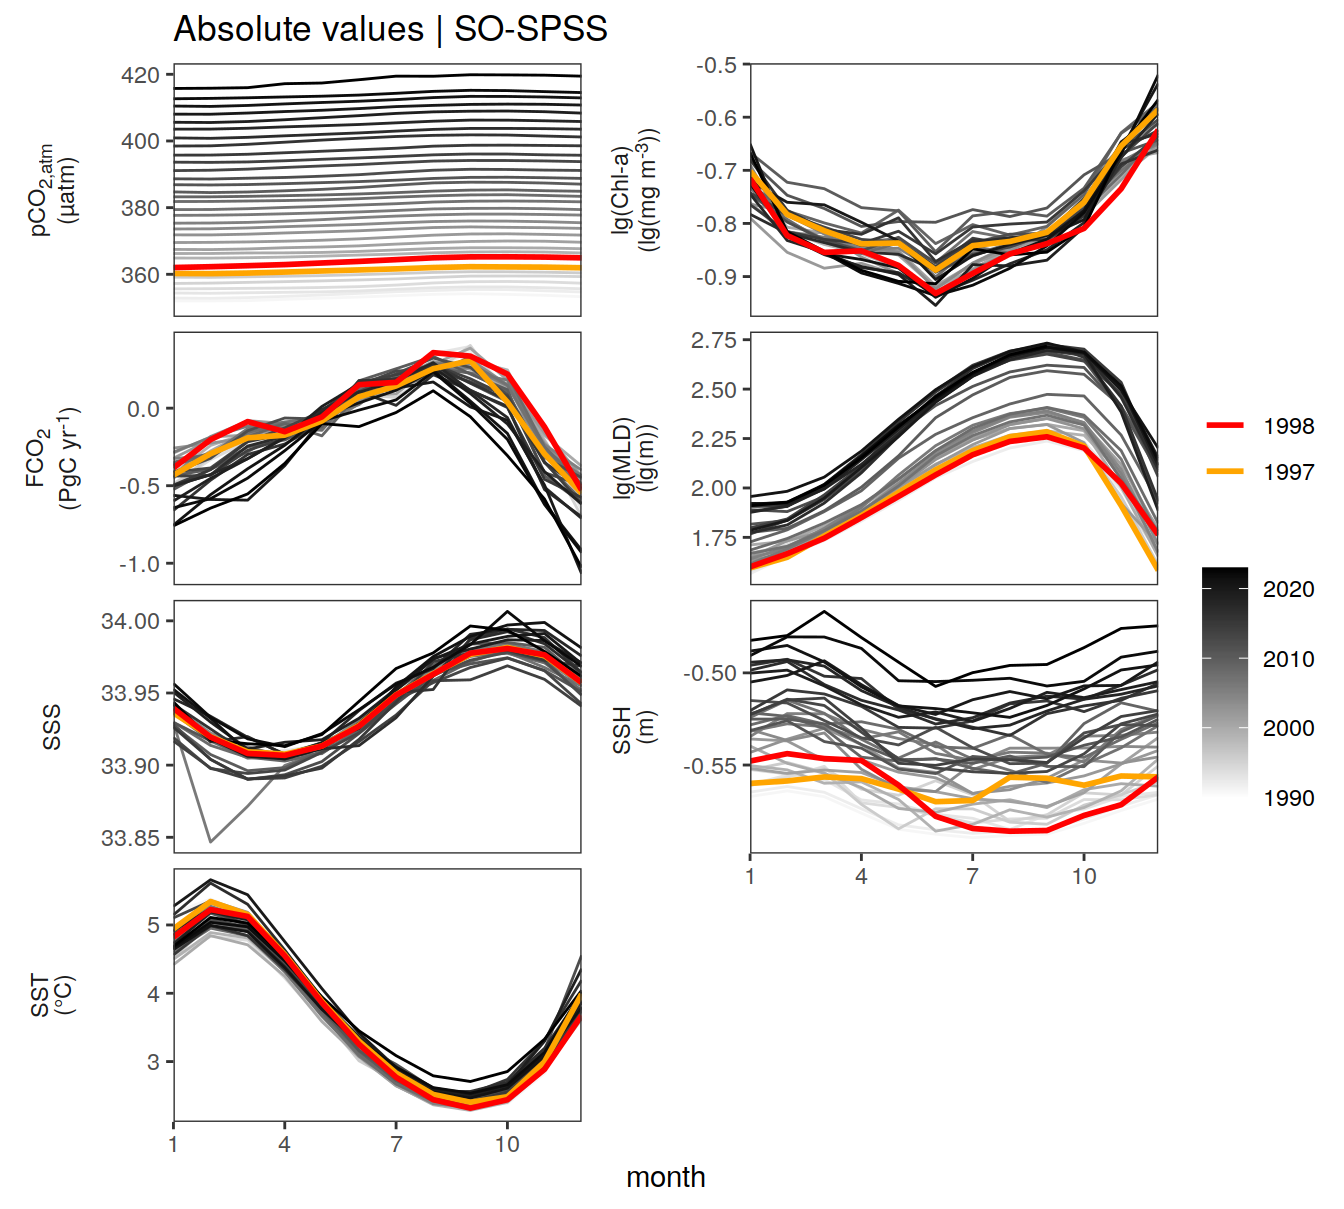 Absolute values | SO-SPSS
pCO2,atm
(µatm)
420
400
380
360
lg(Chl-a)
(lg(mg m-3))
-0.5
-0.6
-0.7
-0.8
-0.9
FCO2
(PgC yr-1)
0.0
-0.5
-1.0
lg(MLD)
(lg(m))
2.75
2.50
2.25
2.00
1.75
SSS
34.00
33.95
33.90
33.85
SSH
(m)
-0.50
-0.55
1 4 7 10
SST
(°C)
5
4
3
1 4 7 10
month
1998
1997
2020
2010
2000
1990